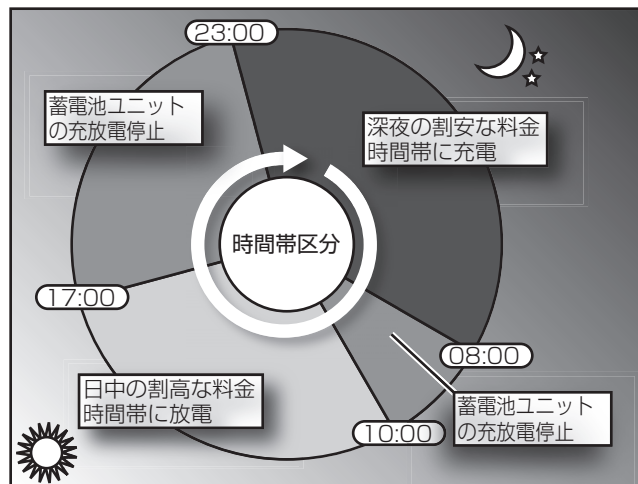 23:00
蓄電池ユニット
の充放電停止
深夜の割安な料金
時間帯に充電
時間帯区分
17:00
08:00
日中の割高な料金
時間帯に放電
蓄電池ユニット
の充放電停止
10:00